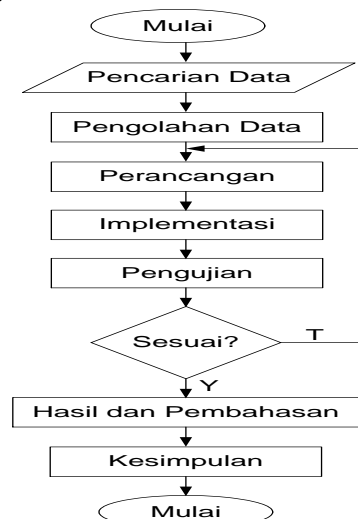 Mulai
Pencarian Data
Pengolahan Data
Perancangan
Implementasi
Pengujian
Sesuai?
T
Y
Hasil dan Pembahasan
Kesimpulan
Mulai